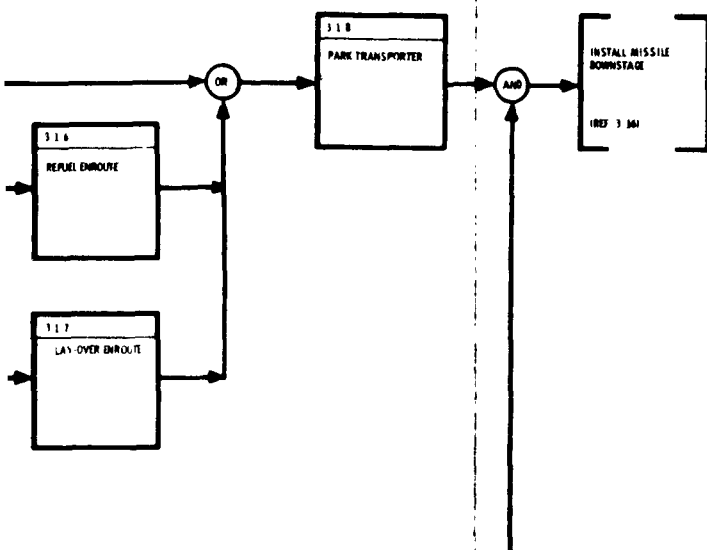 3 1 8
PARK TRANSPORTER
OR
AND
INSTALL MISSILE
DOWNSTAGE
(REF 3 16)
3 1 6
REFUEL ENROUTE
3 1 7
LAY-OVER ENROUTE